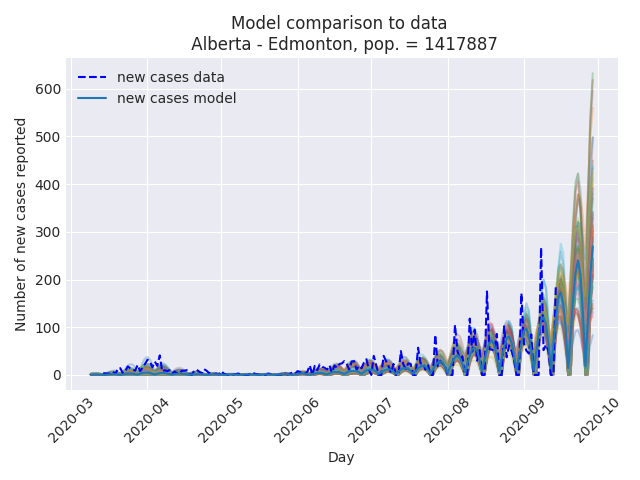 Model comparison to data
Alberta - Edmonton, pop. = 1417887
new cases data
new cases model
Number of new cases reported
600
500
400
300
200
100
0
2020-03
2020-04
2020-05
2020-06
2020-07
2020-08
2020-09
2020-10
Day